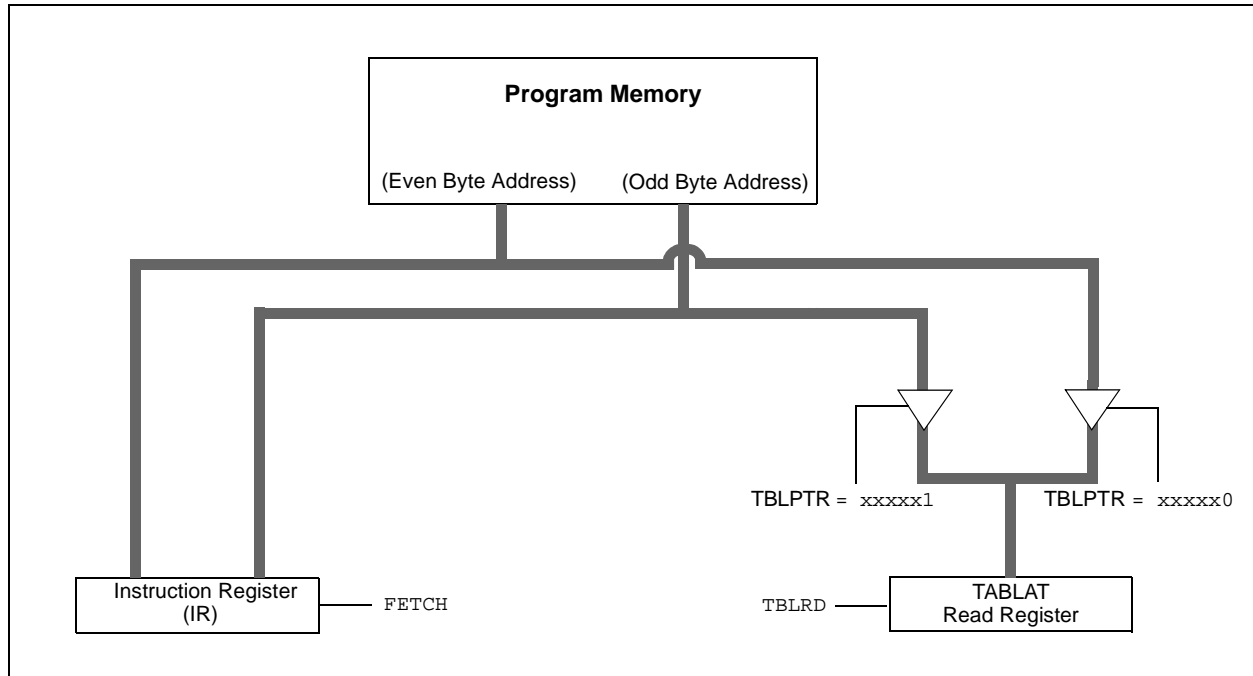 Program Memory
(Even Byte Address) (Odd Byte Address)
TBLPTR = xxxxx1 TBLPTR = xxxxx0
Instruction Register
(IR)
FETCH
TBLRD
TABLAT
Read Register